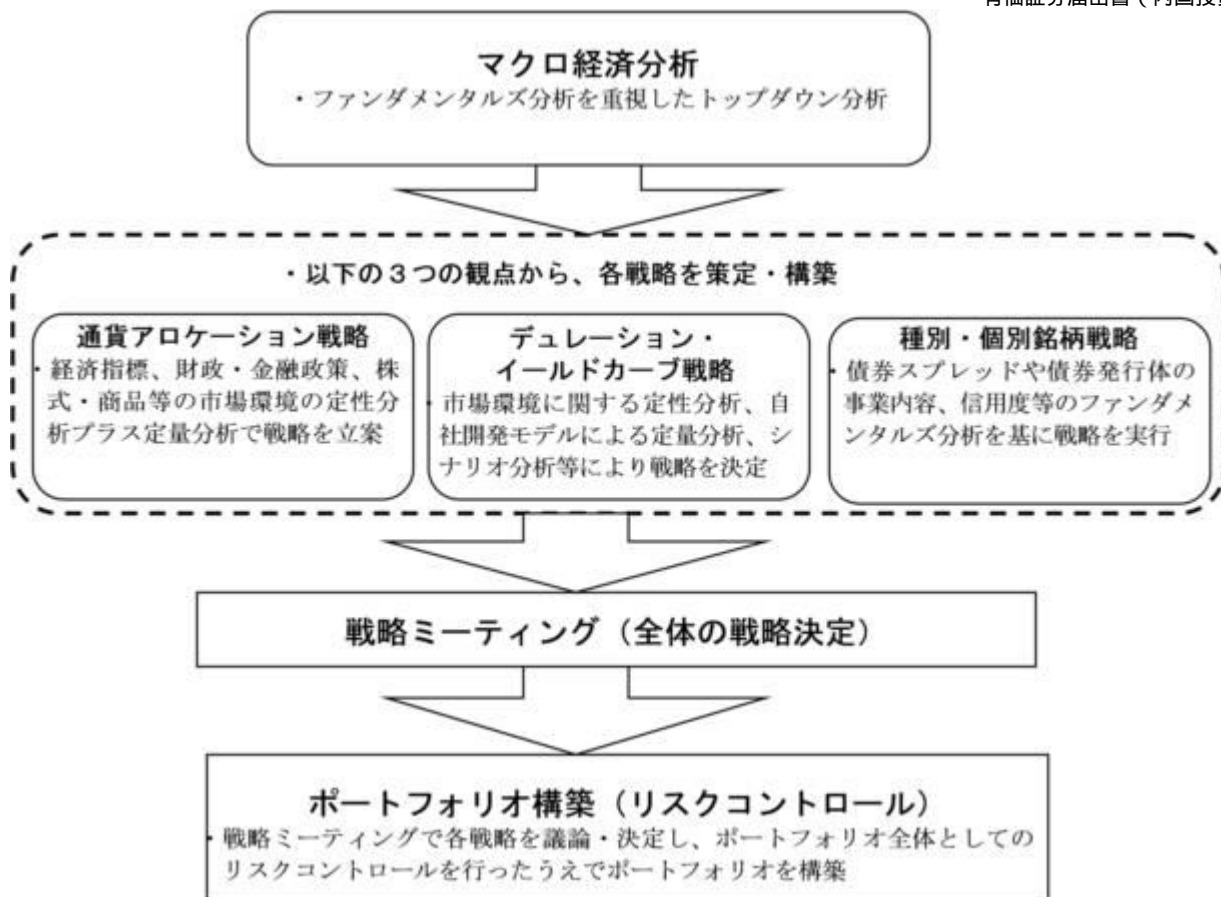 有価証券届出書（内国投資
マクロ経済分析
・ファンダメンタルズ分析を重視したトップダウン分析
・以下の３つの観点から、各戦略を策定・構築
通貨アロケーション戦略
・経済指標、財政・金融政策、株
式・商品等の市場環境の定性分
析プラス定量分析で戦略を立案
デュレーション・
イールドカーブ戦略
・市場環境に関する定性分析、自
社開発モデルによる定量分析、シ
ナリオ分析等により戦略を決定
種別・個別銘柄戦略
・債券スプレッドや債券発行体の
事業内容、信用度等のファンダメ
ンタルズ分析を基に戦略を実行
戦略ミーティング（全体の戦略決定）
ポートフォリオ構築（リスクコントロール）
・戦略ミーティングで各戦略を議論・決定し、ポートフォリオ全体としての
リスクコントロールを行ったうえでポートフォリオを構築